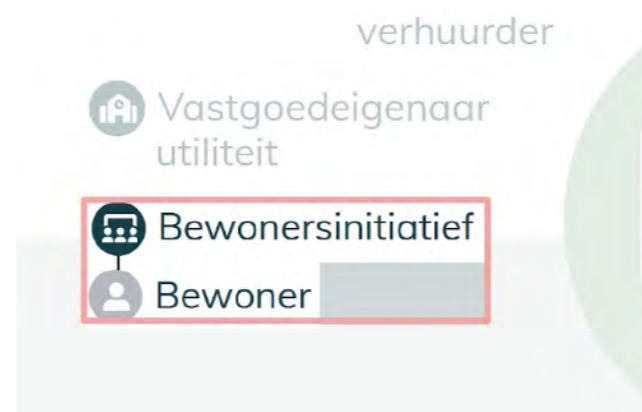 verhuurder
Vastgoedeigenaar
utiliteit
Bewonersinitiatief
Bewoner